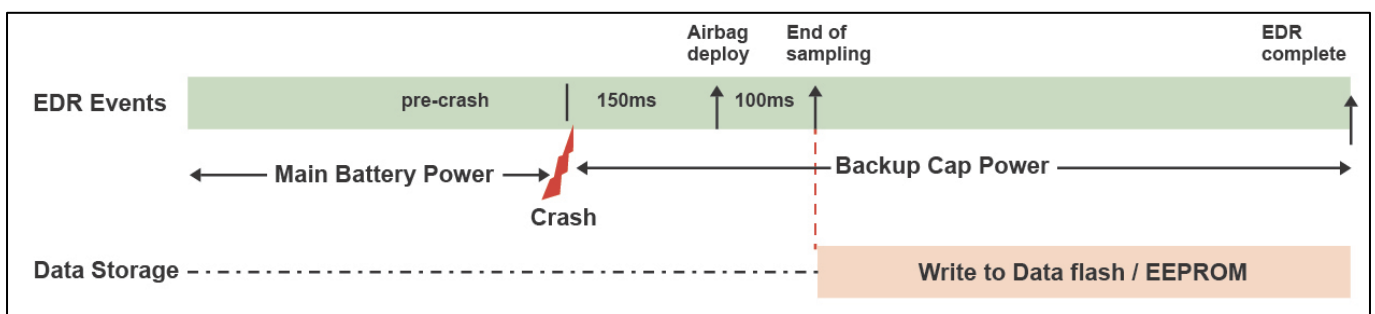 Airbag
deploy
End of
sampling
EDR
complete
EDR Events
pre-crash
150ms
100ms
Main Battery Power
Backup Cap Power
Crash
Data Storage
Write to Data flash / EEPROM